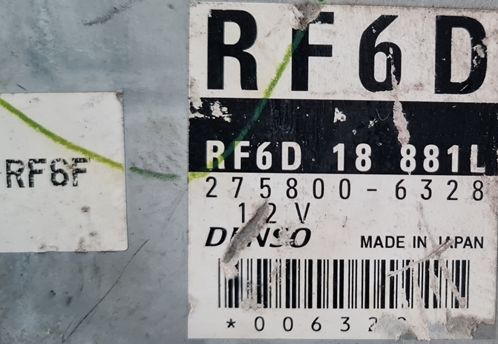 RF6D
RF6D 18 881L
RF6F
275800-6328
12V
DENSO MADE IN JAPAN